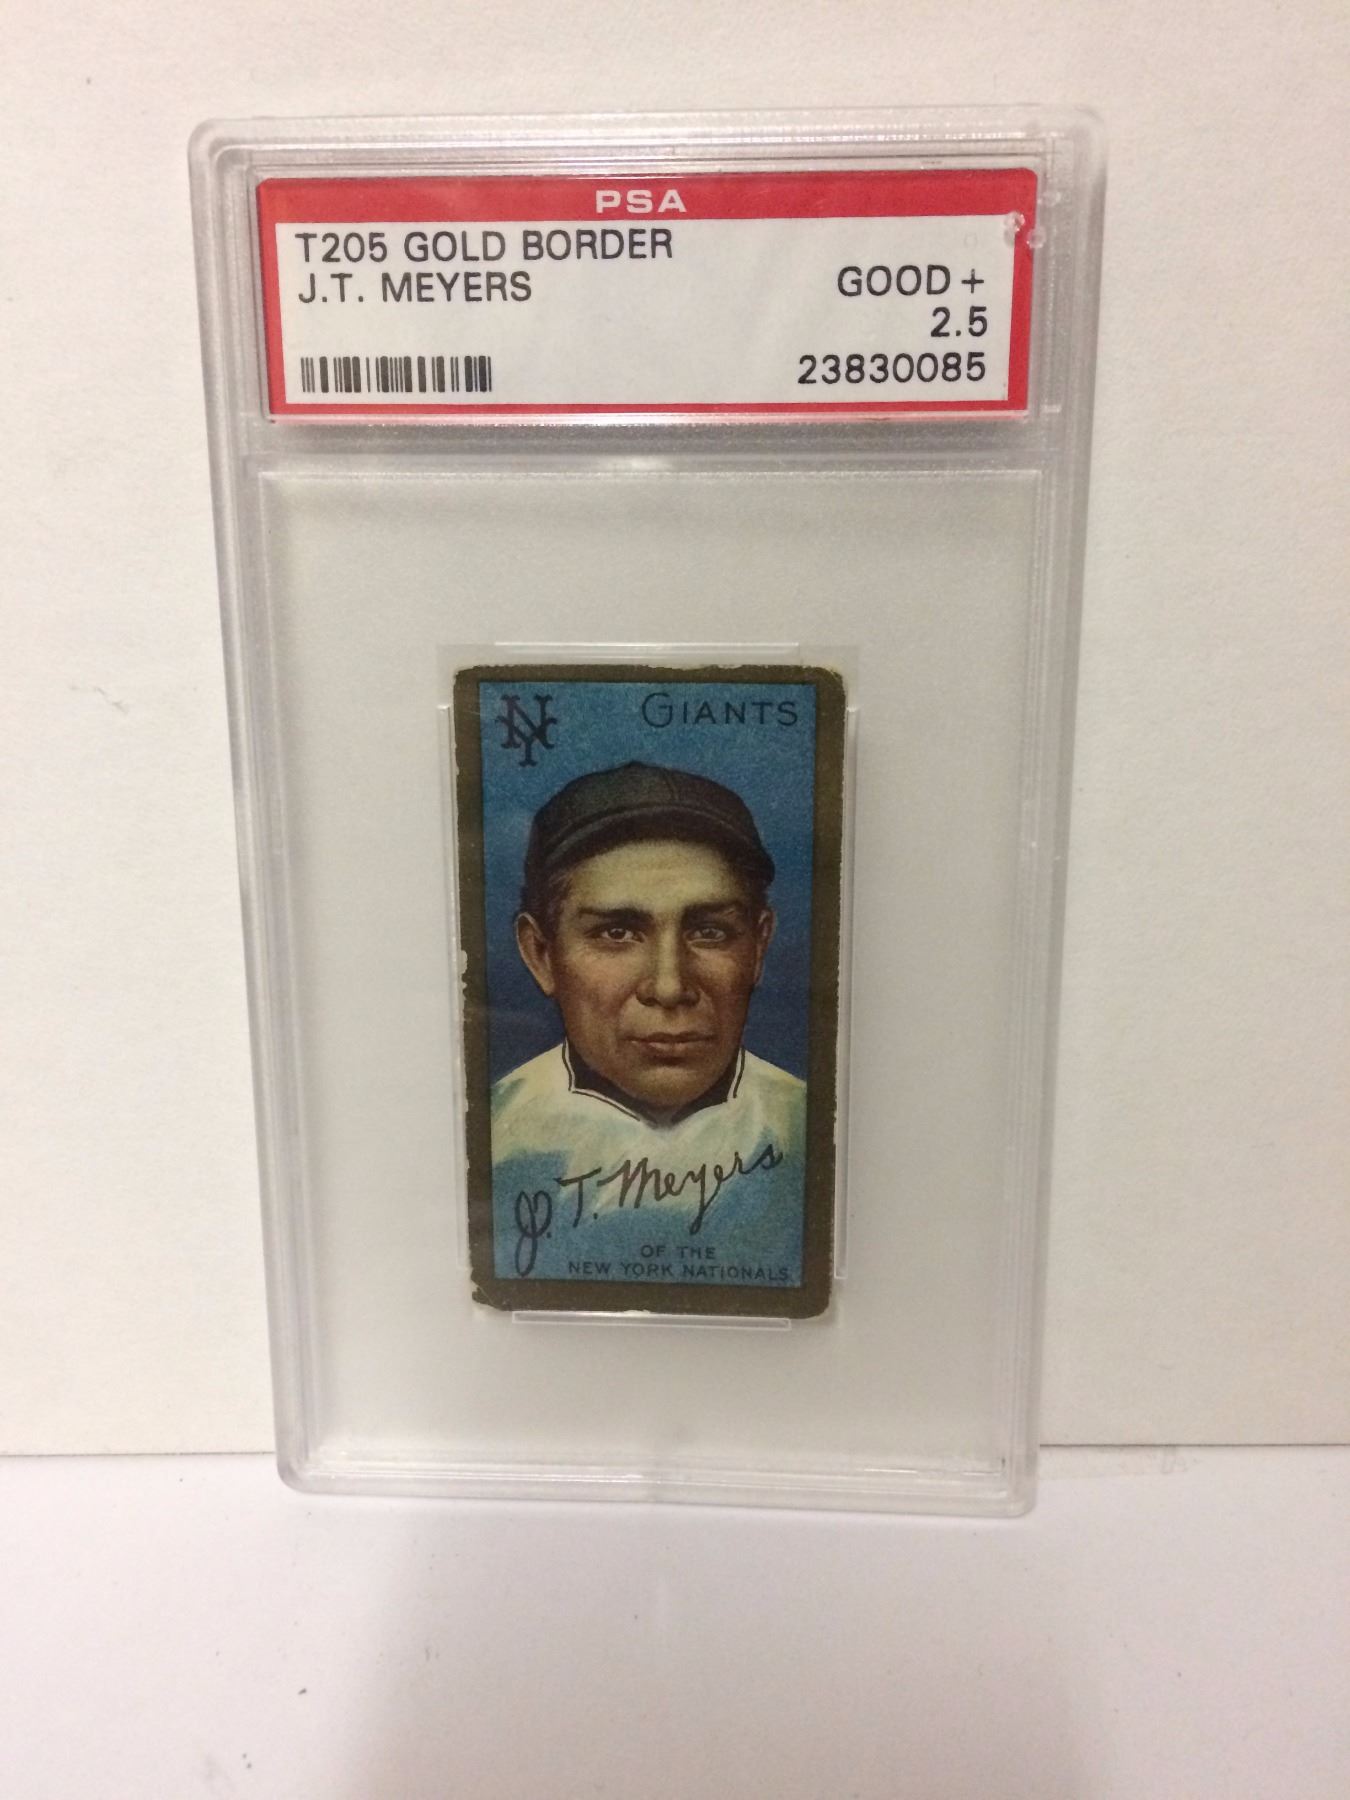 PSA
T205 GOLD BORDER
J.T. MEYERS
GOOD +
2.5
23830085
NY
GIANTS
J. T. Meyers
OF THE
NEW YORK NATIONALS